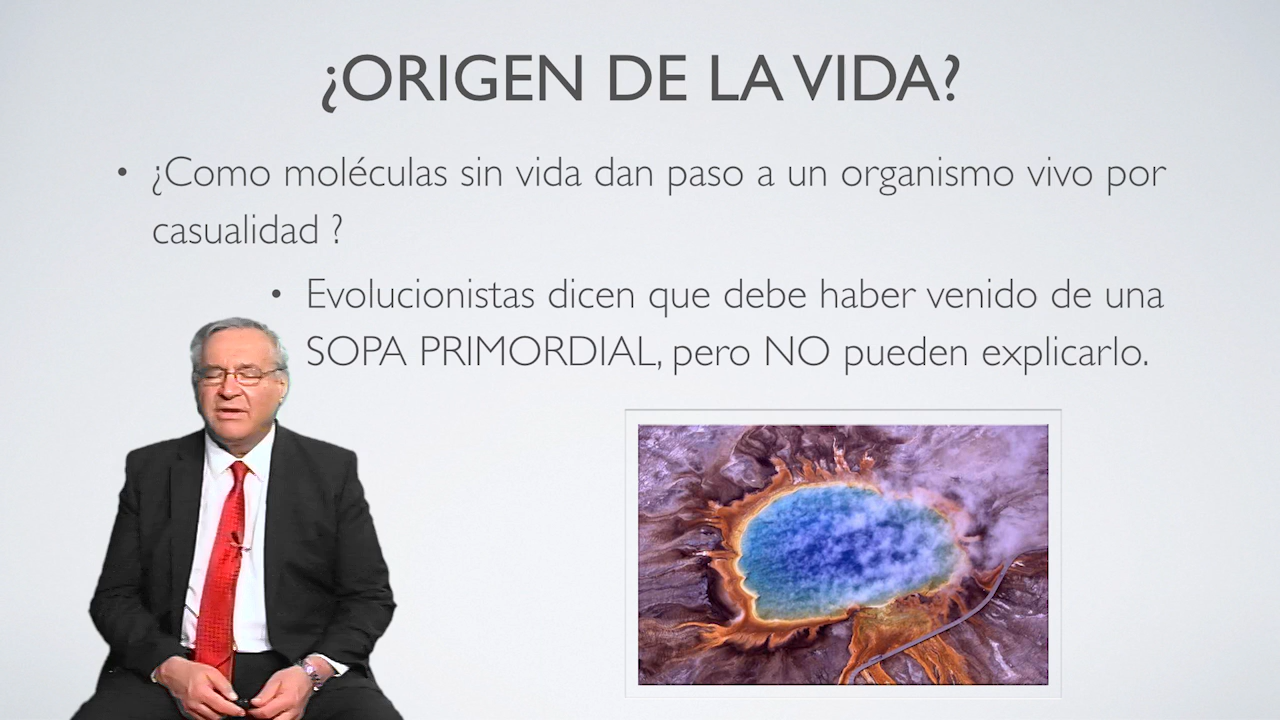 ¿ORIGEN DE LA VIDA?
• ¿Como moléculas sin vida dan paso a un organismo vivo por
casualidad ?
• Evolucionistas dicen que debe haber venido de una
SOPA PRIMORDIAL, pero NO pueden explicarlo.